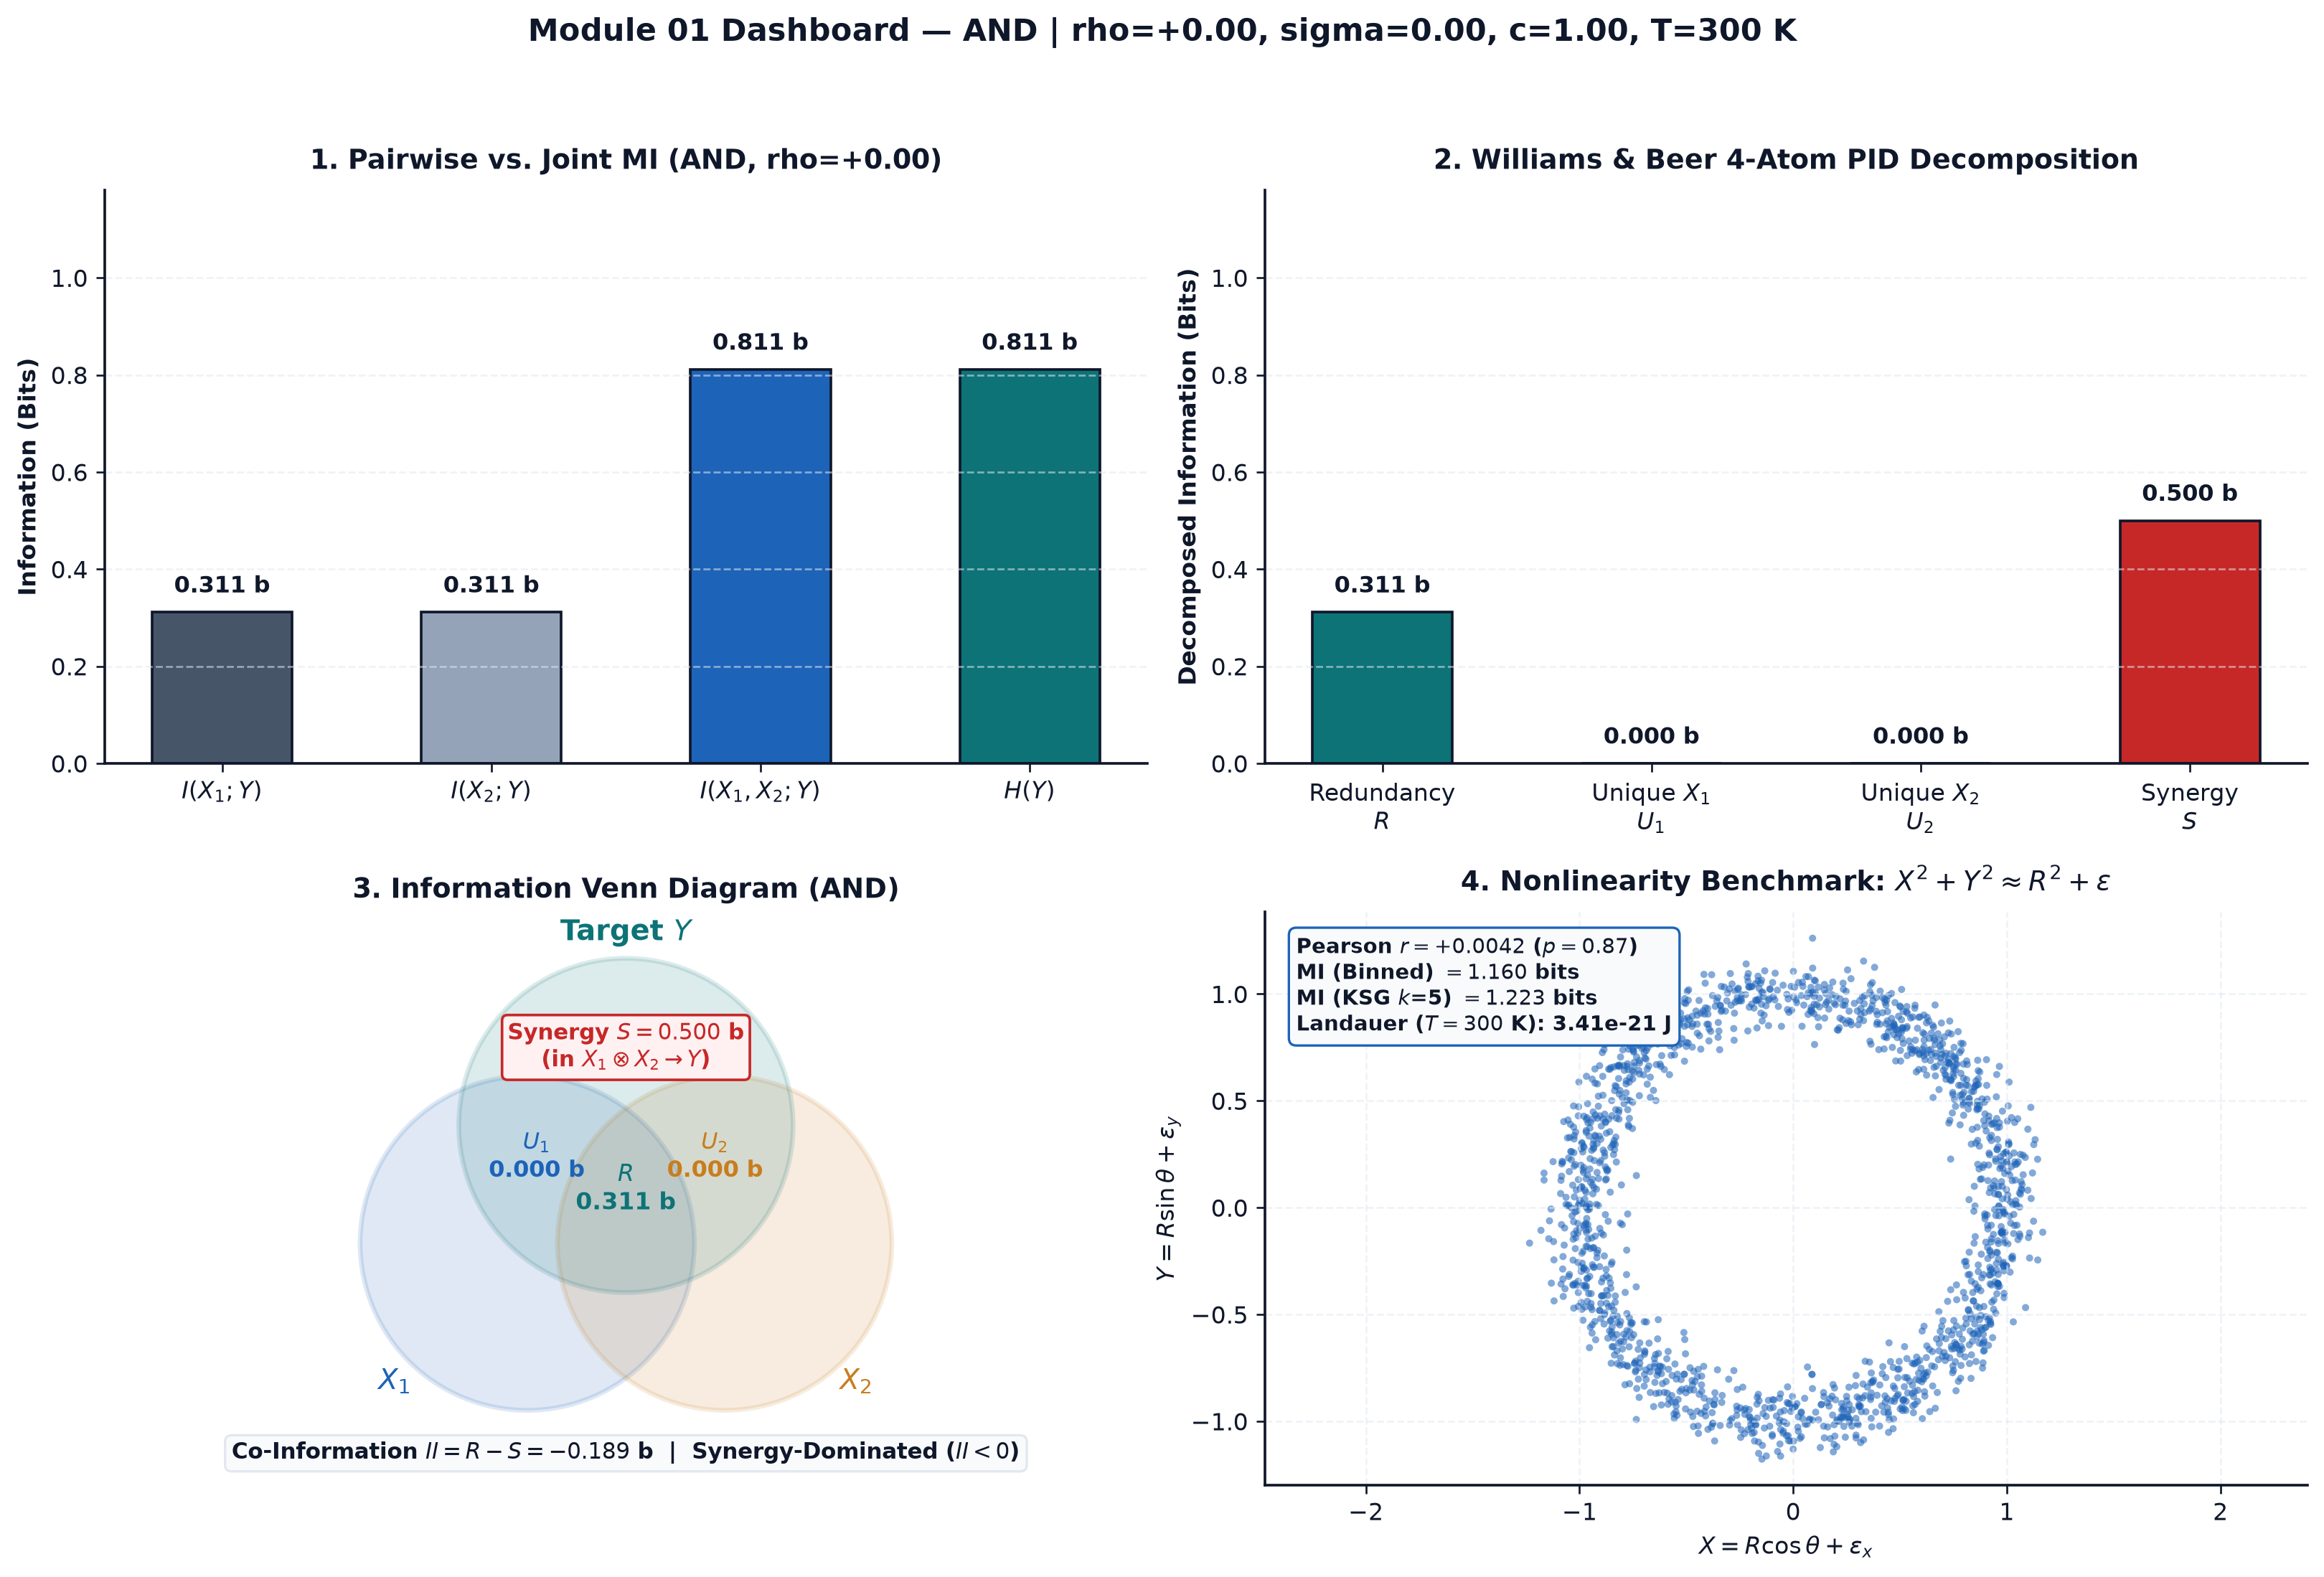 Module 01 Dashboard — AND | rho=+0.00, sigma=0.00, c=1.00, T=300 K
1. Pairwise vs. Joint MI (AND, rho=+0.00)
Information (Bits)
1.0
0.8
0.6
0.4
0.2
0.0
0.311 b
0.311 b
0.811 b
0.811 b
I(X₁; Y)
I(X₂; Y)
I(X₁, X₂; Y)
H(Y)
2. Williams & Beer 4-Atom PID Decomposition
Decomposed Information (Bits)
1.0
0.8
0.6
0.4
0.2
0.0
0.311 b
0.000 b
0.000 b
0.500 b
Redundancy
R
Unique X₁
U₁
Unique X₂
U₂
Synergy
S
3. Information Venn Diagram (AND)
Target Y
Synergy S = 0.500 b
(in X₁ ⊗ X₂ → Y)
U₁
0.000 b
U₂
0.000 b
R
0.311 b
X₁
X₂
Co-Information II = R − S = −0.189 b | Synergy-Dominated (II < 0)
4. Nonlinearity Benchmark: X² + Y² ≈ R² + ε
Pearson r = +0.0042 (p = 0.87)
MI (Binned) = 1.160 bits
MI (KSG k=5) = 1.223 bits
Landauer (T = 300 K): 3.41e-21 J
Y = R sin θ + εy
1.0
0.5
0.0
−0.5
−1.0
−2
−1
0
1
2
X = R cos θ + εₓ